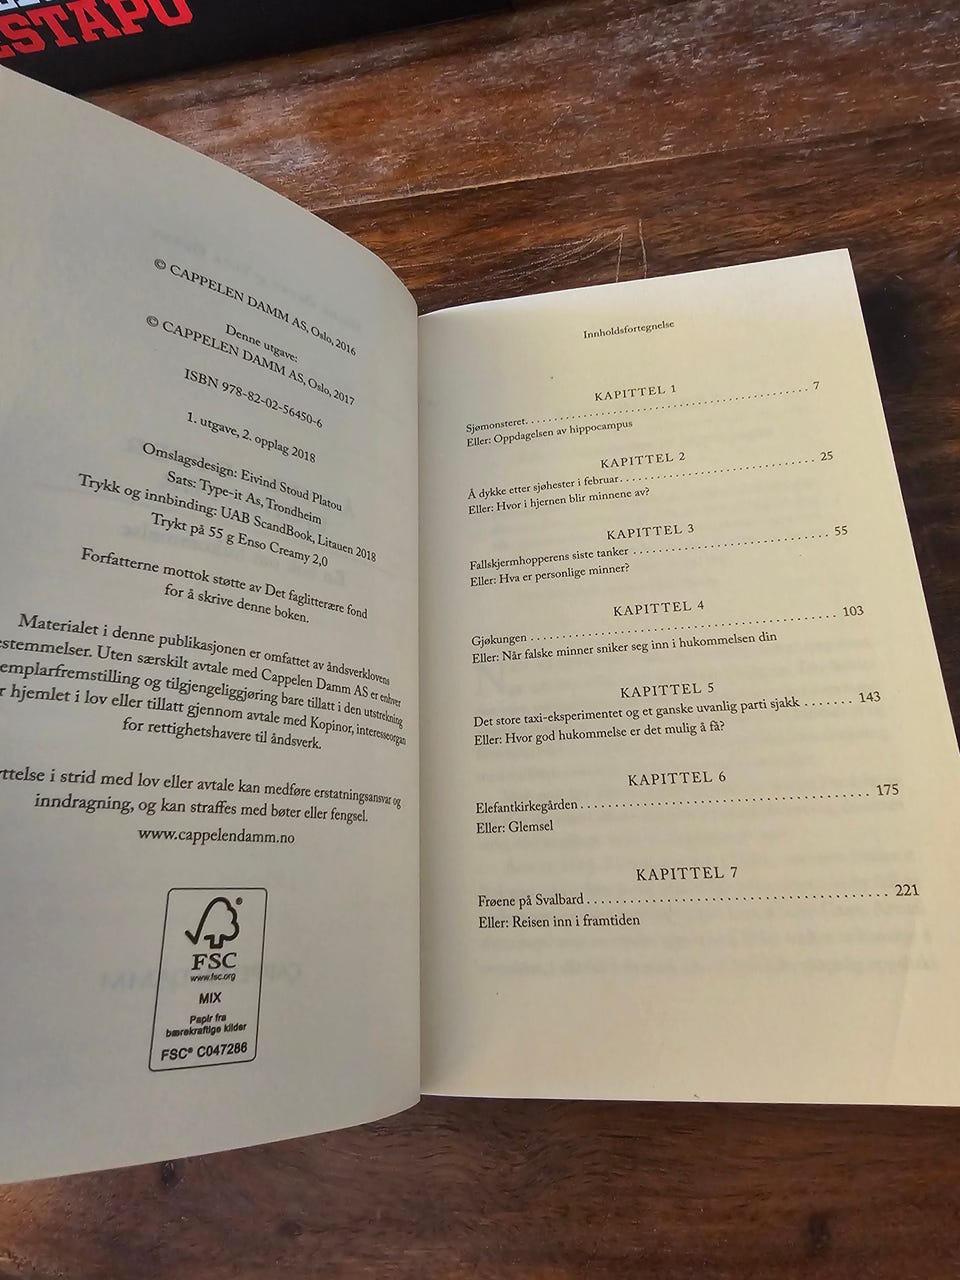 ESTAPO
© CAPPELEN DAMM AS, Oslo, 2016
Denne utgave:
© CAPPELEN DAMM AS, Oslo, 2017
ISBN 978-82-02-56450-6
1. utgave, 2. opplag 2018
Omslagsdesign: Eivind Stoud Platou
Sats: Type-it As, Trondheim
Trykk og innbinding: UAB ScandBook, Litauen 2018
Trykt på 55 g Enso Creamy 2,0
Forfatterne mottok støtte av Det faglitterære fond
for å skrive denne boken.
Materialet i denne publikasjonen er omfattet av åndsverklovens
estemmelser. Uten særskilt avtale med Cappelen Damm AS er enhver
emplarfremstilling og tilgjengeliggjøring bare tillatt i den utstrekning
r hjemlet i lov eller tillatt gjennom avtale med Kopinor, interesseorgan
for rettighetshavere til åndsverk.
yttelse i strid med lov eller avtale kan medføre erstatningsansvar og
inndragning, og kan straffes med bøter eller fengsel.
www.cappelendamm.no
FSC
www.fsc.org
MIX
Papir fra
bærekraftige kilder
FSC® C047286
Innholdsfortegnelse
KAPITTEL 1
Sjømonsteret. . . . . . . . . . . . . . . . . . . . . . . . . . . . . . . . . . . . . . . . 7
Eller: Oppdagelsen av hippocampus
KAPITTEL 2
Å dykke etter sjøhester i februar. . . . . . . . . . . . . . . . . . . . . . . . . . . . 25
Eller: Hvor i hjernen blir minnene av?
KAPITTEL 3
Fallskjermhopperens siste tanker . . . . . . . . . . . . . . . . . . . . . . . . . . . . 55
Eller: Hva er personlige minner?
KAPITTEL 4
Gjøkungen . . . . . . . . . . . . . . . . . . . . . . . . . . . . . . . . . . . . . . . . 103
Eller: Når falske minner sniker seg inn i hukommelsen din
KAPITTEL 5
Det store taxi-eksperimentet og et ganske uvanlig parti sjakk . . . . . . . 143
Eller: Hvor god hukommelse er det mulig å få?
KAPITTEL 6
Elefantkirkegården . . . . . . . . . . . . . . . . . . . . . . . . . . . . . . . . . . . . 175
Eller: Glemsel
KAPITTEL 7
Frøene på Svalbard . . . . . . . . . . . . . . . . . . . . . . . . . . . . . . . . . . . . 221
Eller: Reisen inn i framtiden